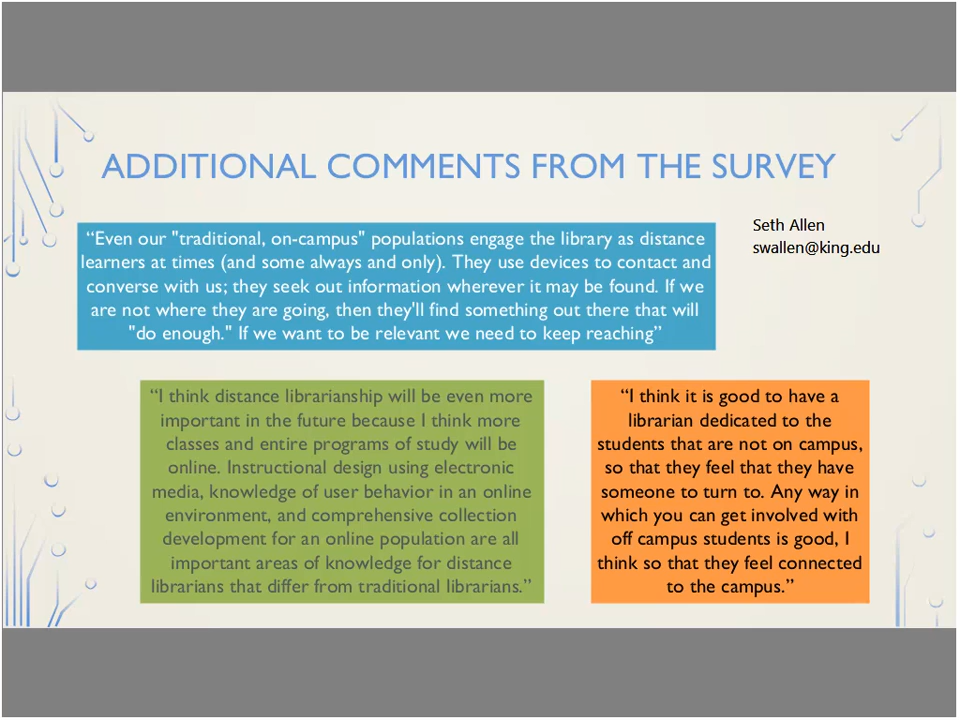 ADDITIONAL COMMENTS FROM THE SURVEY
Seth Allen
swallen@king.edu
“Even our "traditional, on-campus" populations engage the library as distance
learners at times (and some always and only). They use devices to contact and
converse with us; they seek out information wherever it may be found. If we
are not where they are going, then they'll find something out there that will
"do enough." If we want to be relevant we need to keep reaching”
“I think distance librarianship will be even more
important in the future because I think more
classes and entire programs of study will be
online. Instructional design using electronic
media, knowledge of user behavior in an online
environment, and comprehensive collection
development for an online population are all
important areas of knowledge for distance
librarians that differ from traditional librarians.”
“I think it is good to have a
librarian dedicated to the
students that are not on campus,
so that they feel that they have
someone to turn to. Any way in
which you can get involved with
off campus students is good, I
think so that they feel connected
to the campus.”